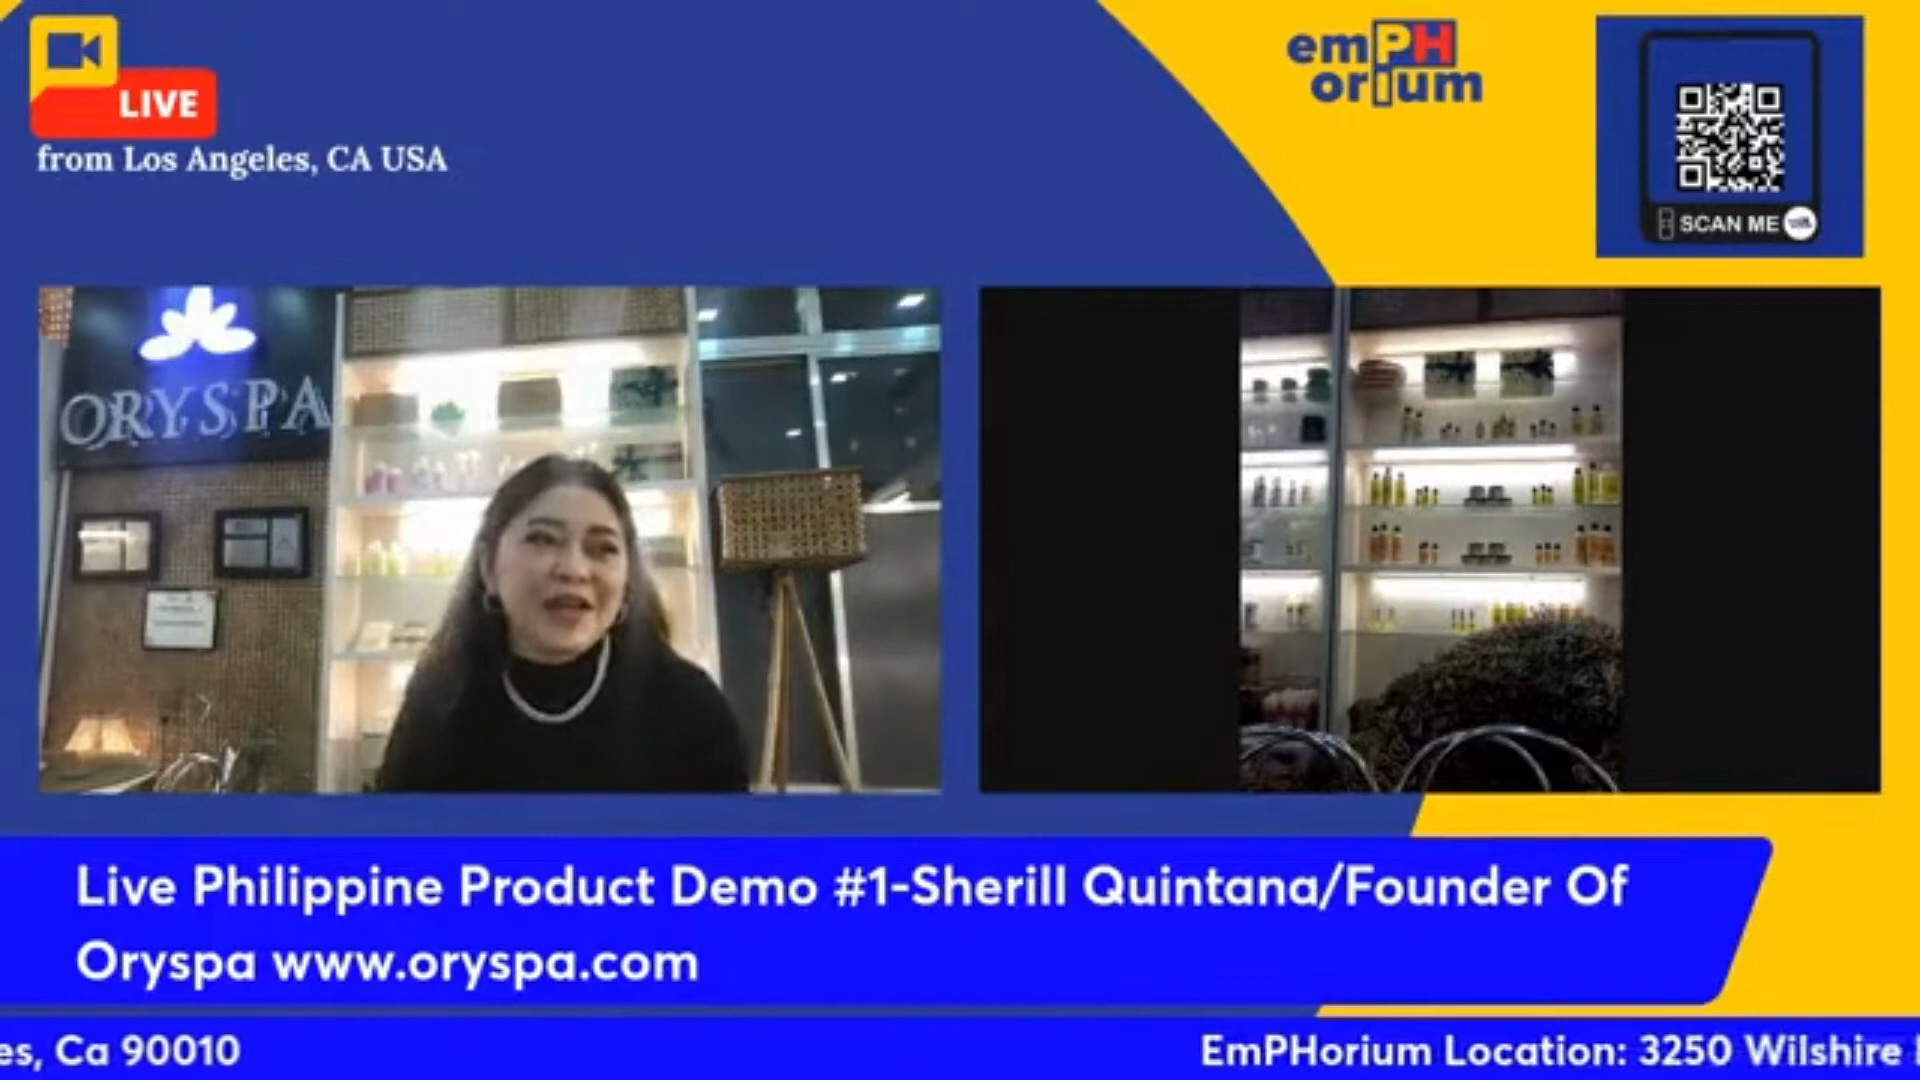 LIVE
from Los Angeles, CA USA
emPH
orium
SCAN ME
ORYSPA
Live Philippine Product Demo #1-Sherill Quintana/Founder Of
Oryspa www.oryspa.com
es, Ca 90010
EmPHorium Location: 3250 Wilshire